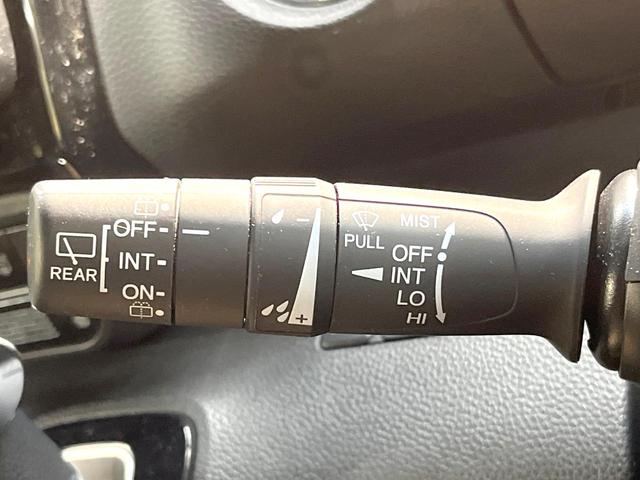 REAR
OFF
INT
ON
−
+
PULL
MIST
OFF
INT
LO
HI